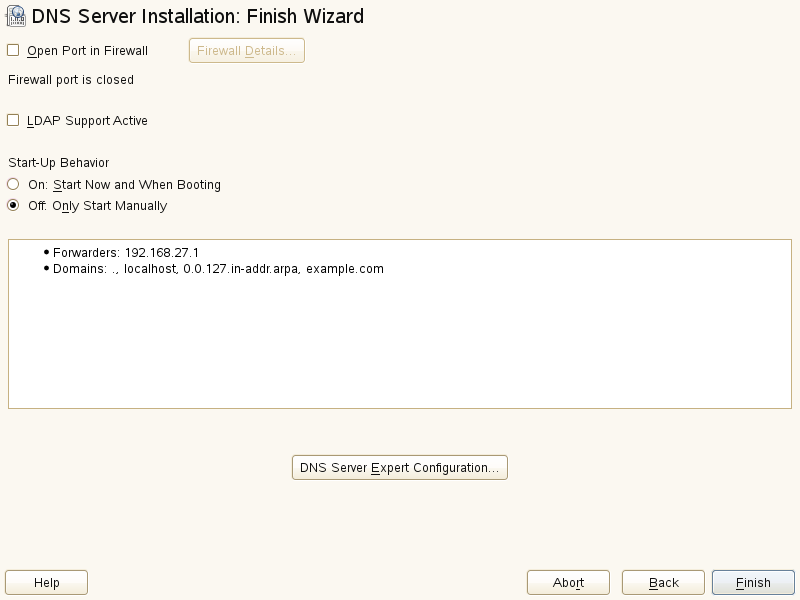 DNS Server Installation: Finish Wizard
Open Port in Firewall
Firewall Details...
Firewall port is closed
LDAP Support Active
Start-Up Behavior
On: Start Now and When Booting
Off: Only Start Manually
• Forwarders: 192.168.27.1
• Domains: ., localhost, 0.0.127.in-addr.arpa, example.com
DNS Server Expert Configuration...
Help Abort Back Finish